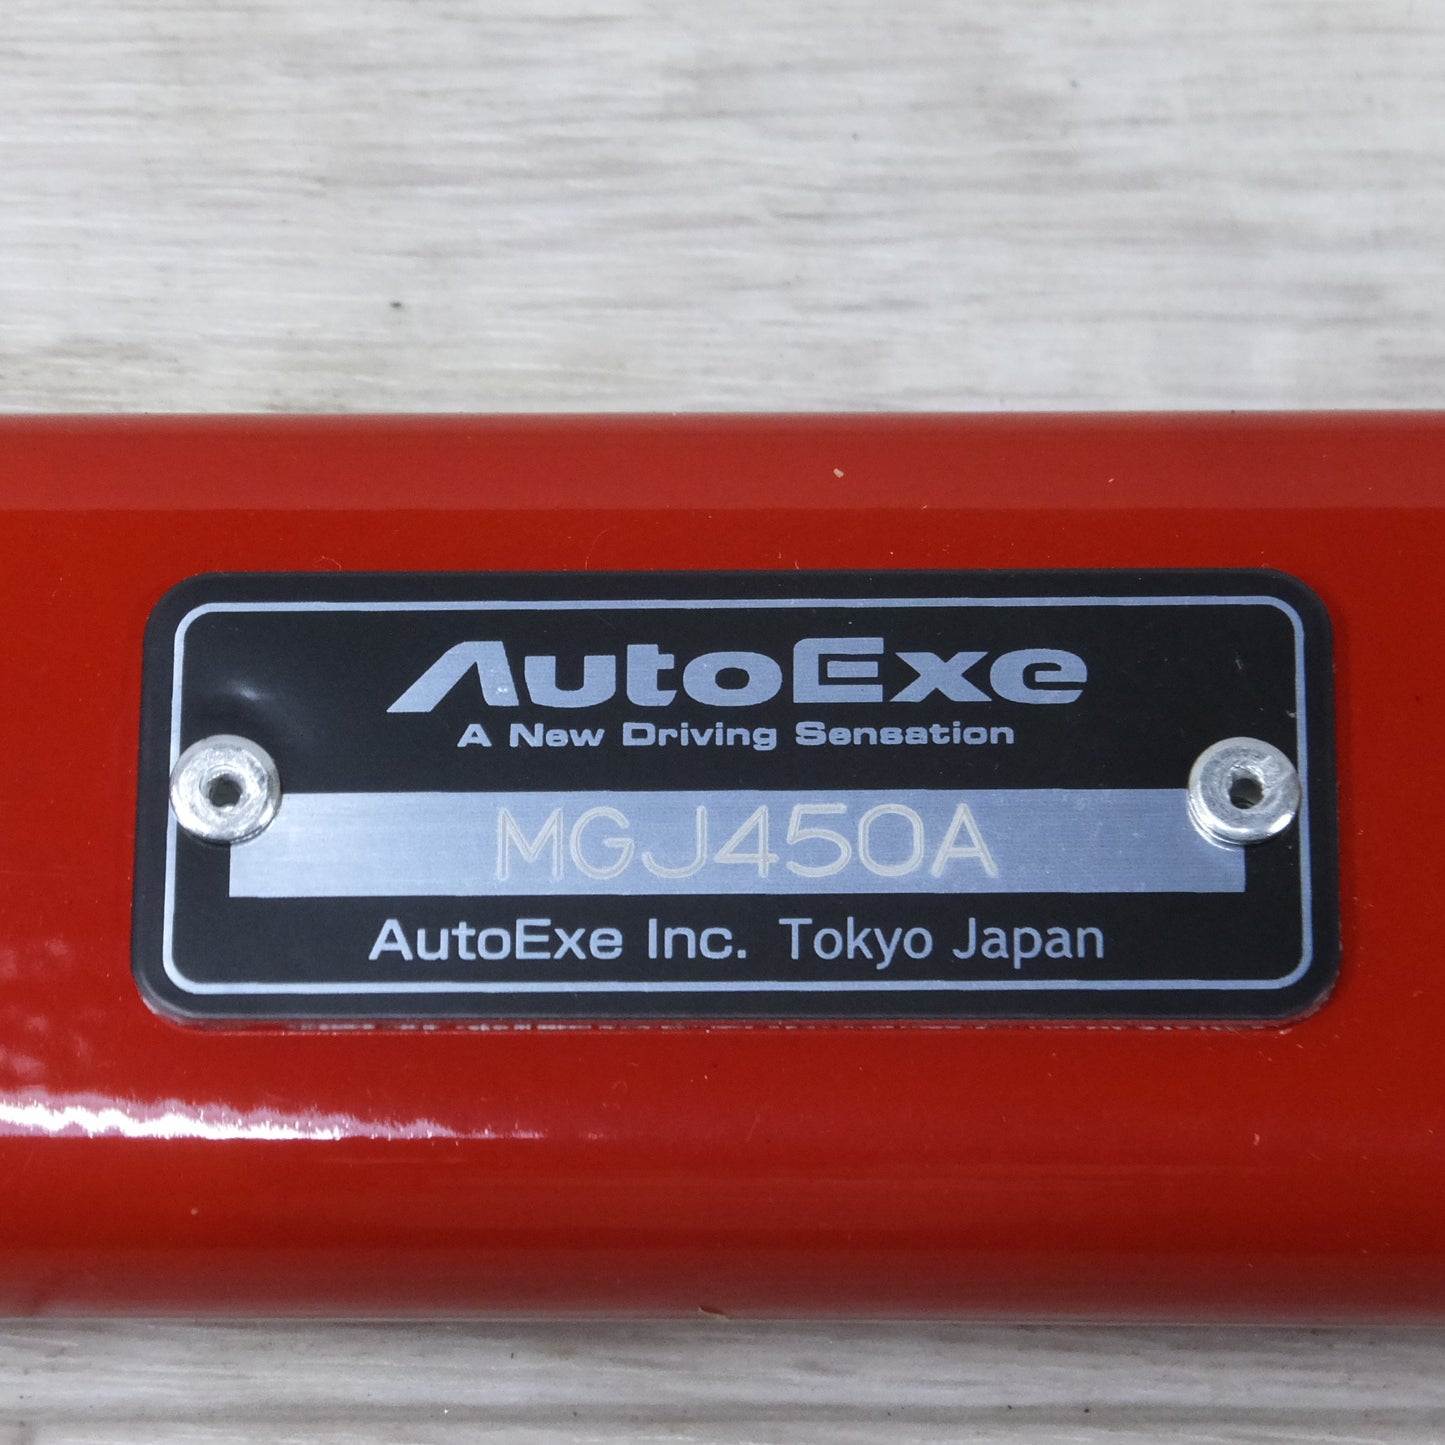 AutoExe
A New Driving Sensation
MGJ450A
AutoExe Inc. Tokyo Japan